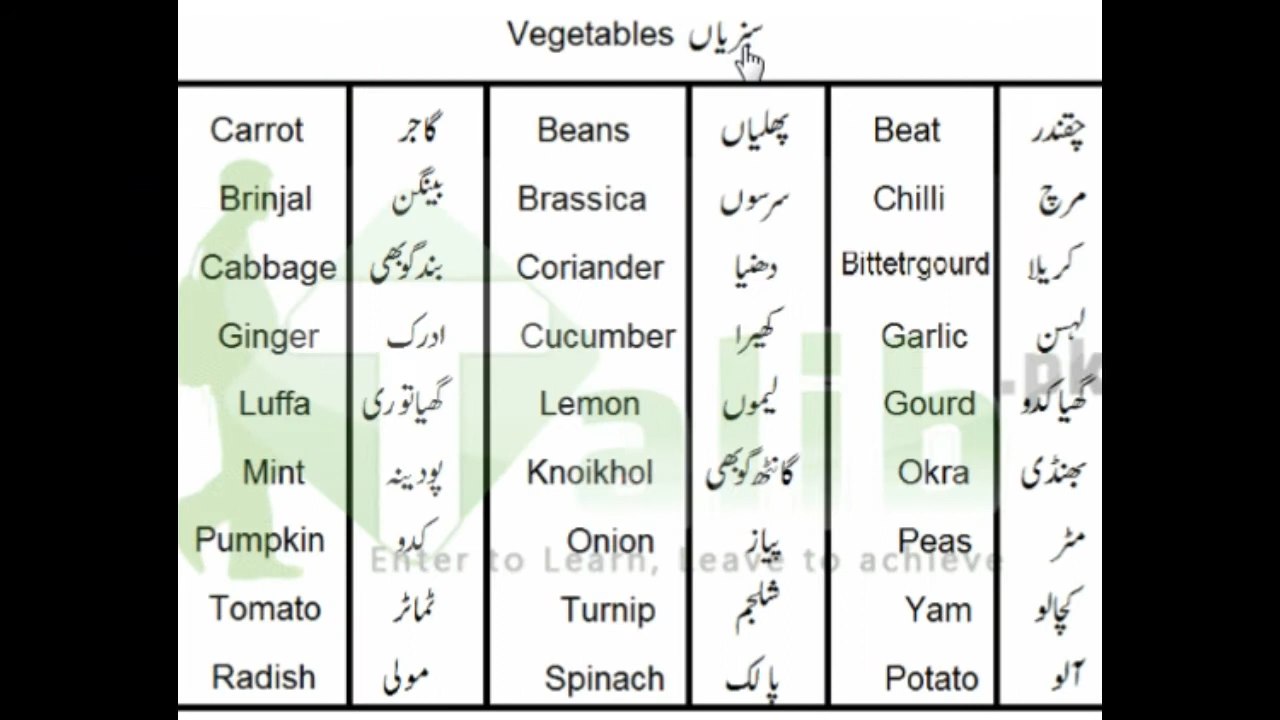 Vegetables سبزیاں
Carrot گاجر Beans پھلیاں Beat چقندر
Brinjal بینگن Brassica سرسوں Chilli مرچ
Cabbage بندگوبھی Coriander دھنیا Bittetrgourd کریلا
Ginger ادرک Cucumber کھیرا Garlic لہسن
Luffa گھیاتوری Lemon لیموں Gourd گھیاکدو
Mint پودینہ Knoikhol گانٹھ گوبھی Okra بھنڈی
Pumpkin کدو Onion پیاز Peas مٹر
Tomato ٹماٹر Turnip شلجم Yam کچالو
Radish مولی Spinach پالک Potato آلو
Talib.pk
Enter to Learn, Leave to achieve